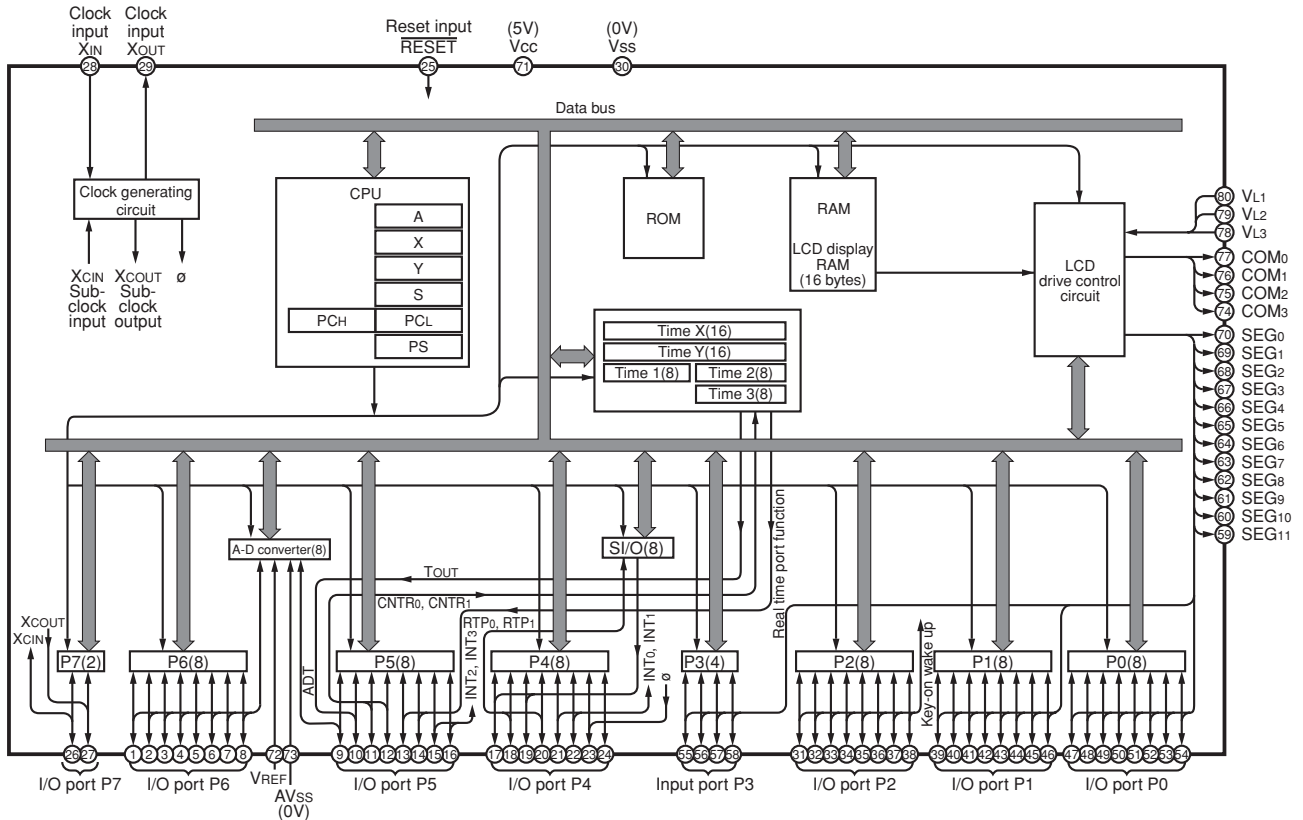 Clock input XIN
Clock input XOUT
Reset input RESET
(5V) VCC
(0V) VSS
28
29
25
71
30
Data bus
Clock generating circuit
XCIN Sub-clock input
XCOUT Sub-clock output
ø
CPU
A
X
Y
S
PCH
PCL
PS
ROM
RAM
LCD display RAM (16 bytes)
LCD drive control circuit
Time X(16)
Time Y(16)
Time 1(8)
Time 2(8)
Time 3(8)
80 VL1
79 VL2
78 VL3
77 COM0
76 COM1
75 COM2
74 COM3
70 SEG0
69 SEG1
68 SEG2
67 SEG3
66 SEG4
65 SEG5
64 SEG6
63 SEG7
62 SEG8
61 SEG9
60 SEG10
59 SEG11
A-D converter(8)
SI/O(8)
TOUT
CNTR0, CNTR1
RTP0, RTP1
Real time port function
XCOUT
XCIN
ADT
INT2, INT3
INT0, INT1
ø
Key-on wake up
P7(2)
P6(8)
P5(8)
P4(8)
P3(4)
P2(8)
P1(8)
P0(8)
26 27
1 2 3 4 5 6 7 8
72 73
9 10 11 12 13 14 15 16
17 18 19 20 21 22 23 24
55 56 57 58
31 32 33 34 35 36 37 38
39 40 41 42 43 44 45 46
47 48 49 50 51 52 53 54
I/O port P7
I/O port P6
VREF
AVSS
(0V)
I/O port P5
I/O port P4
Input port P3
I/O port P2
I/O port P1
I/O port P0